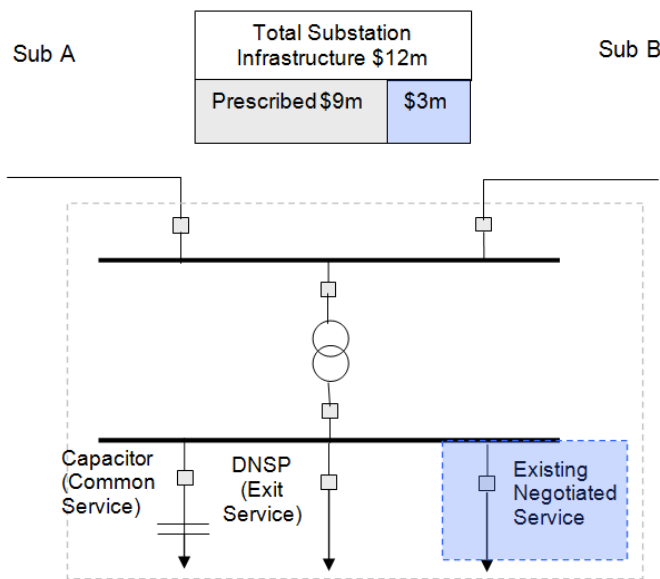 Sub A
Total Substation
Infrastructure $12m
Sub B
Prescribed $9m
$3m
Capacitor
(Common
Service)
DNSP
(Exit
Service)
Existing
Negotiated
Service